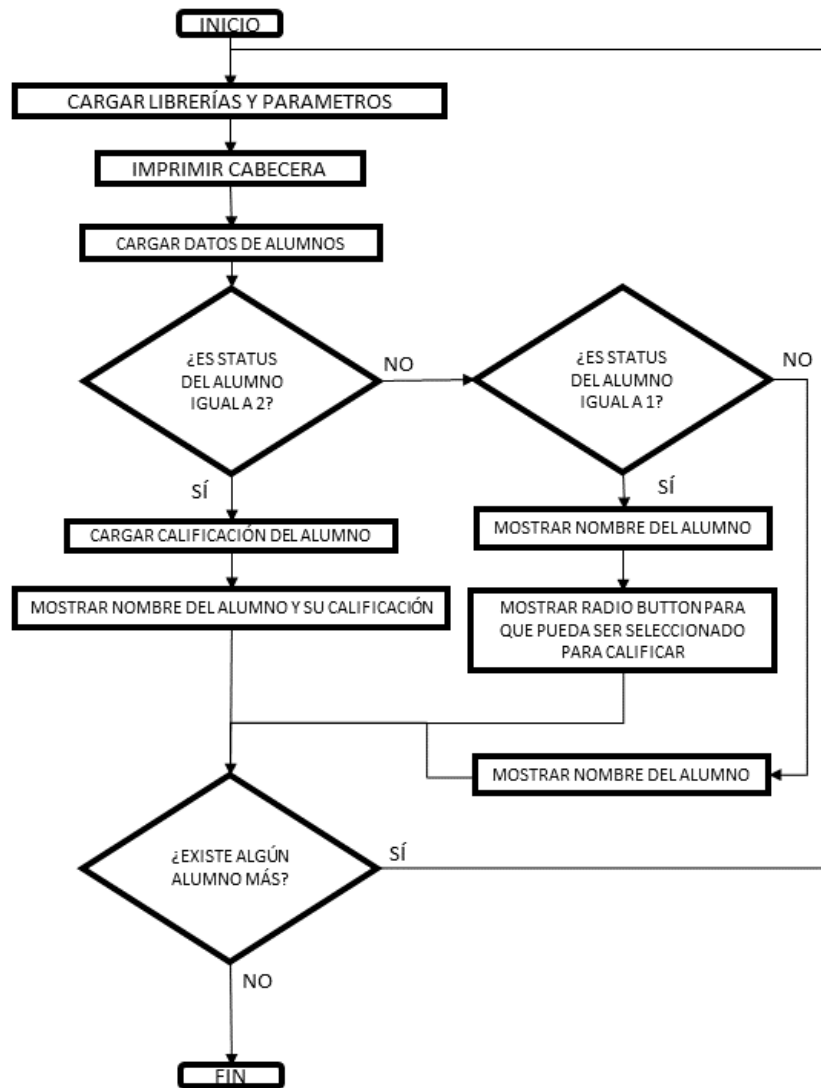 INICIO
CARGAR LIBRERÍAS Y PARAMETROS
IMPRIMIR CABECERA
CARGAR DATOS DE ALUMNOS
¿ES STATUS
DEL ALUMNO
IGUAL A 2?
NO
¿ES STATUS
DEL ALUMNO
IGUAL A 1?
NO
SÍ
CARGAR CALIFICACIÓN DEL ALUMNO
MOSTRAR NOMBRE DEL ALUMNO Y SU CALIFICACIÓN
SÍ
MOSTRAR NOMBRE DEL ALUMNO
MOSTRAR RADIO BUTTON PARA
QUE PUEDA SER SELECCIONADO
PARA CALIFICAR
MOSTRAR NOMBRE DEL ALUMNO
¿EXISTE ALGÚN
ALUMNO MÁS?
SÍ
NO
FIN